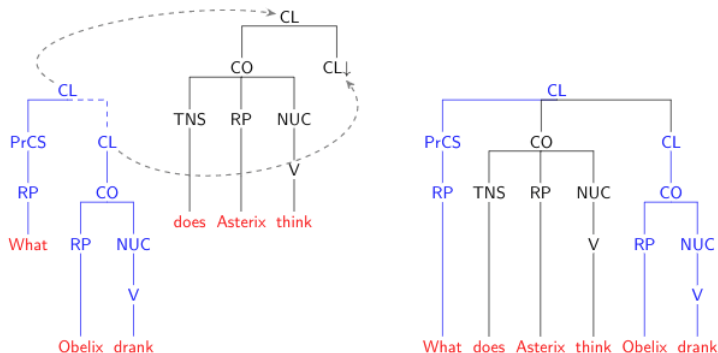 CL
CL CO CL↓ CL
TNS RP NUC
PrCS CL PrCS CO CL
V
RP CO RP TNS RP NUC CO
does Asterix think
What RP NUC V RP NUC
V V
Obelix drank What does Asterix think Obelix drank